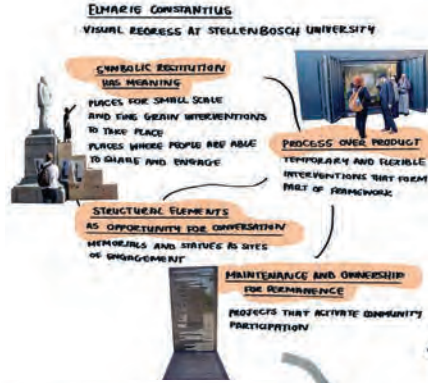 ELMARIE CONSTANTIUS
VISUAL REDRESS AT STELLENBOSCH UNIVERSITY
SYMBOLIC RESTITUTION
HAS MEANING
PLACES FOR SMALL SCALE
AND FINE GRAIN INTERVENTIONS
TO TAKE PLACE
PLACES WHERE PEOPLE ARE ABLE
TO SHARE AND ENGAGE
PROCESS OVER PRODUCT
TEMPORARY AND FLEXIBLE
INTERVENTIONS THAT FORM
PART OF FRAMEWORK
STRUCTURAL ELEMENTS
AS OPPORTUNITY FOR CONVERSATION
MEMORIALS AND STATUES AS SITES
OF ENGAGEMENT
MAINTENANCE AND OWNERSHIP
FOR PERMANENCE
PROJECTS THAT ACTIVATE COMMUNITY
PARTICIPATION